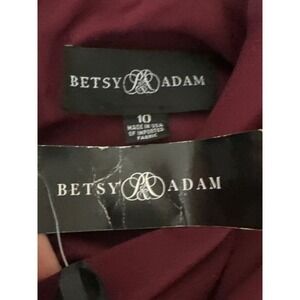 BETSY ADAM
10
MADE IN USA
OF IMPORTED
FABRIC
BETSY ADAM